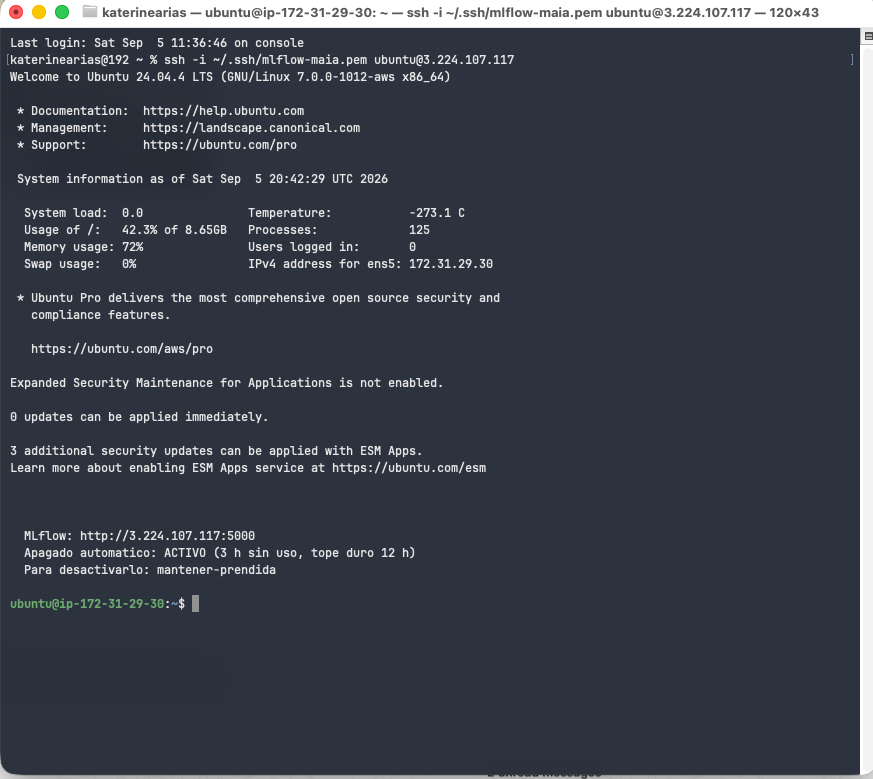 katerinearias — ubuntu@ip-172-31-29-30: ~ — ssh -i ~/.ssh/mlflow-maia.pem ubuntu@3.224.107.117 — 120×43
Last login: Sat Sep  5 11:36:46 on console
[katerinearias@192 ~ % ssh -i ~/.ssh/mlflow-maia.pem ubuntu@3.224.107.117 ]
Welcome to Ubuntu 24.04.4 LTS (GNU/Linux 7.0.0-1012-aws x86_64)
* Documentation:  https://help.ubuntu.com
* Management:     https://landscape.canonical.com
* Support:        https://ubuntu.com/pro
System information as of Sat Sep  5 20:42:29 UTC 2026
System load:  0.0               Temperature:           -273.1 C
Usage of /:   42.3% of 8.65GB   Processes:             125
Memory usage: 72%               Users logged in:       0
Swap usage:   0%                IPv4 address for ens5: 172.31.29.30
* Ubuntu Pro delivers the most comprehensive open source security and
compliance features.
https://ubuntu.com/aws/pro
Expanded Security Maintenance for Applications is not enabled.
0 updates can be applied immediately.
3 additional security updates can be applied with ESM Apps.
Learn more about enabling ESM Apps service at https://ubuntu.com/esm
MLflow: http://3.224.107.117:5000
Apagado automatico: ACTIVO (3 h sin uso, tope duro 12 h)
Para desactivarlo: mantener-prendida
ubuntu@ip-172-31-29-30:~$